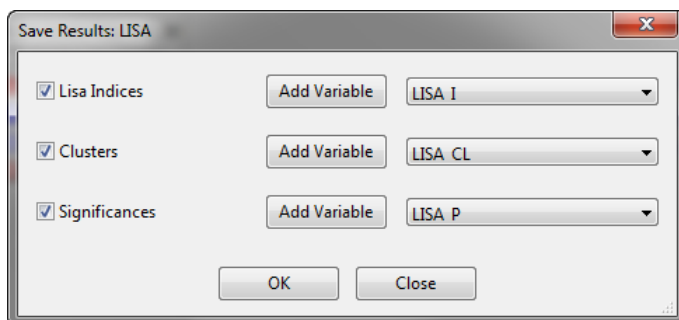 Save Results: LISA
Lisa Indices Add Variable LISA I
Clusters Add Variable LISA CL
Significances Add Variable LISA P
OK Close